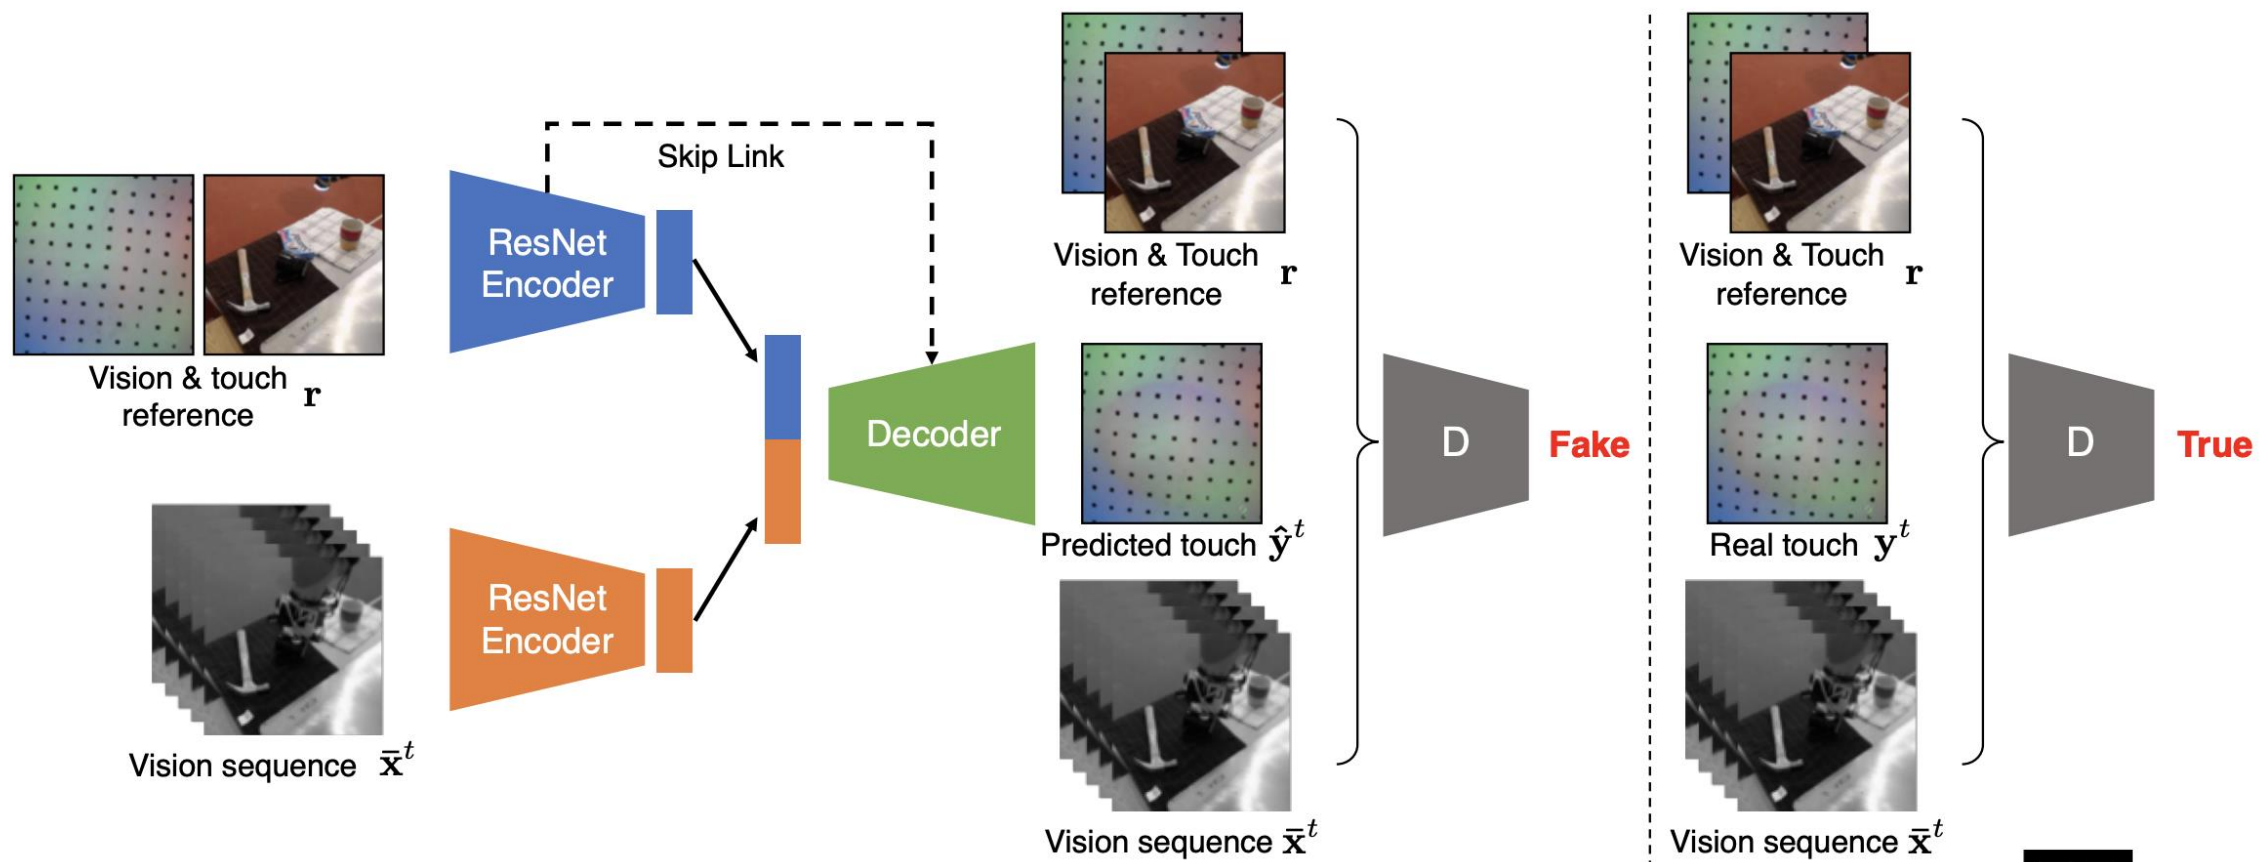 Skip Link
ResNet
Encoder
Vision & touch
reference r
ResNet
Encoder
Vision sequence x̄ᵗ
Decoder
Vision & Touch
reference r
Predicted touch ŷᵗ
Vision sequence x̄ᵗ
D
Fake
Vision & Touch
reference r
Real touch yᵗ
Vision sequence x̄ᵗ
D
True